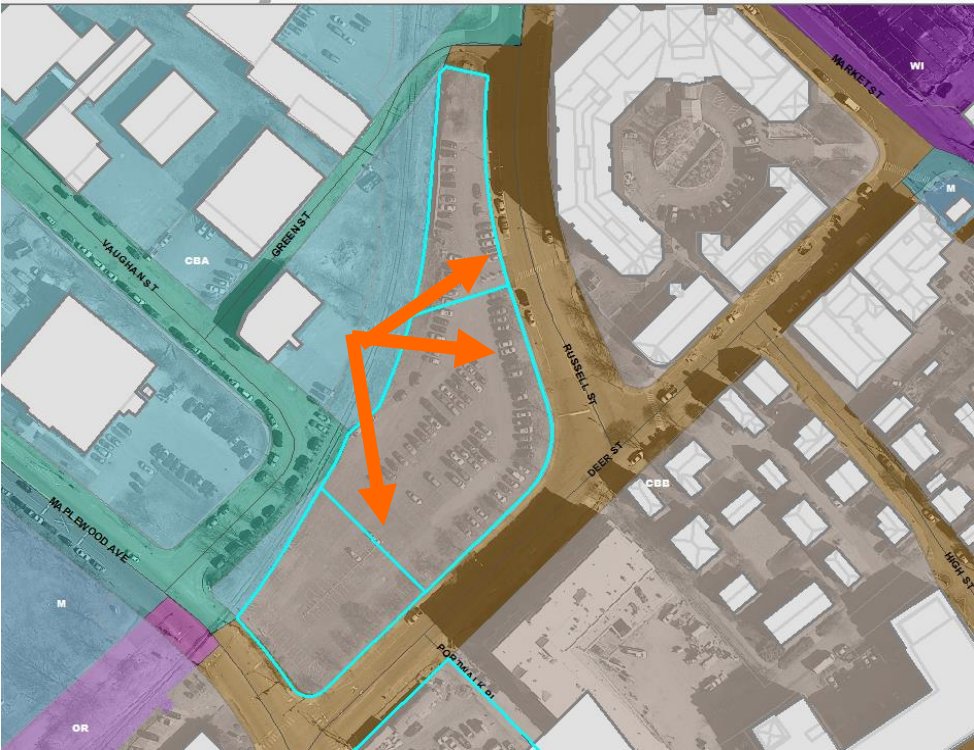 MARKET ST
WI
M
GREEN ST
VAUGHAN ST
CBA
RUSSELL ST
DEER ST
CBB
MAPLEWOOD AVE
HIGH ST
M
PORTWALK PL
OR